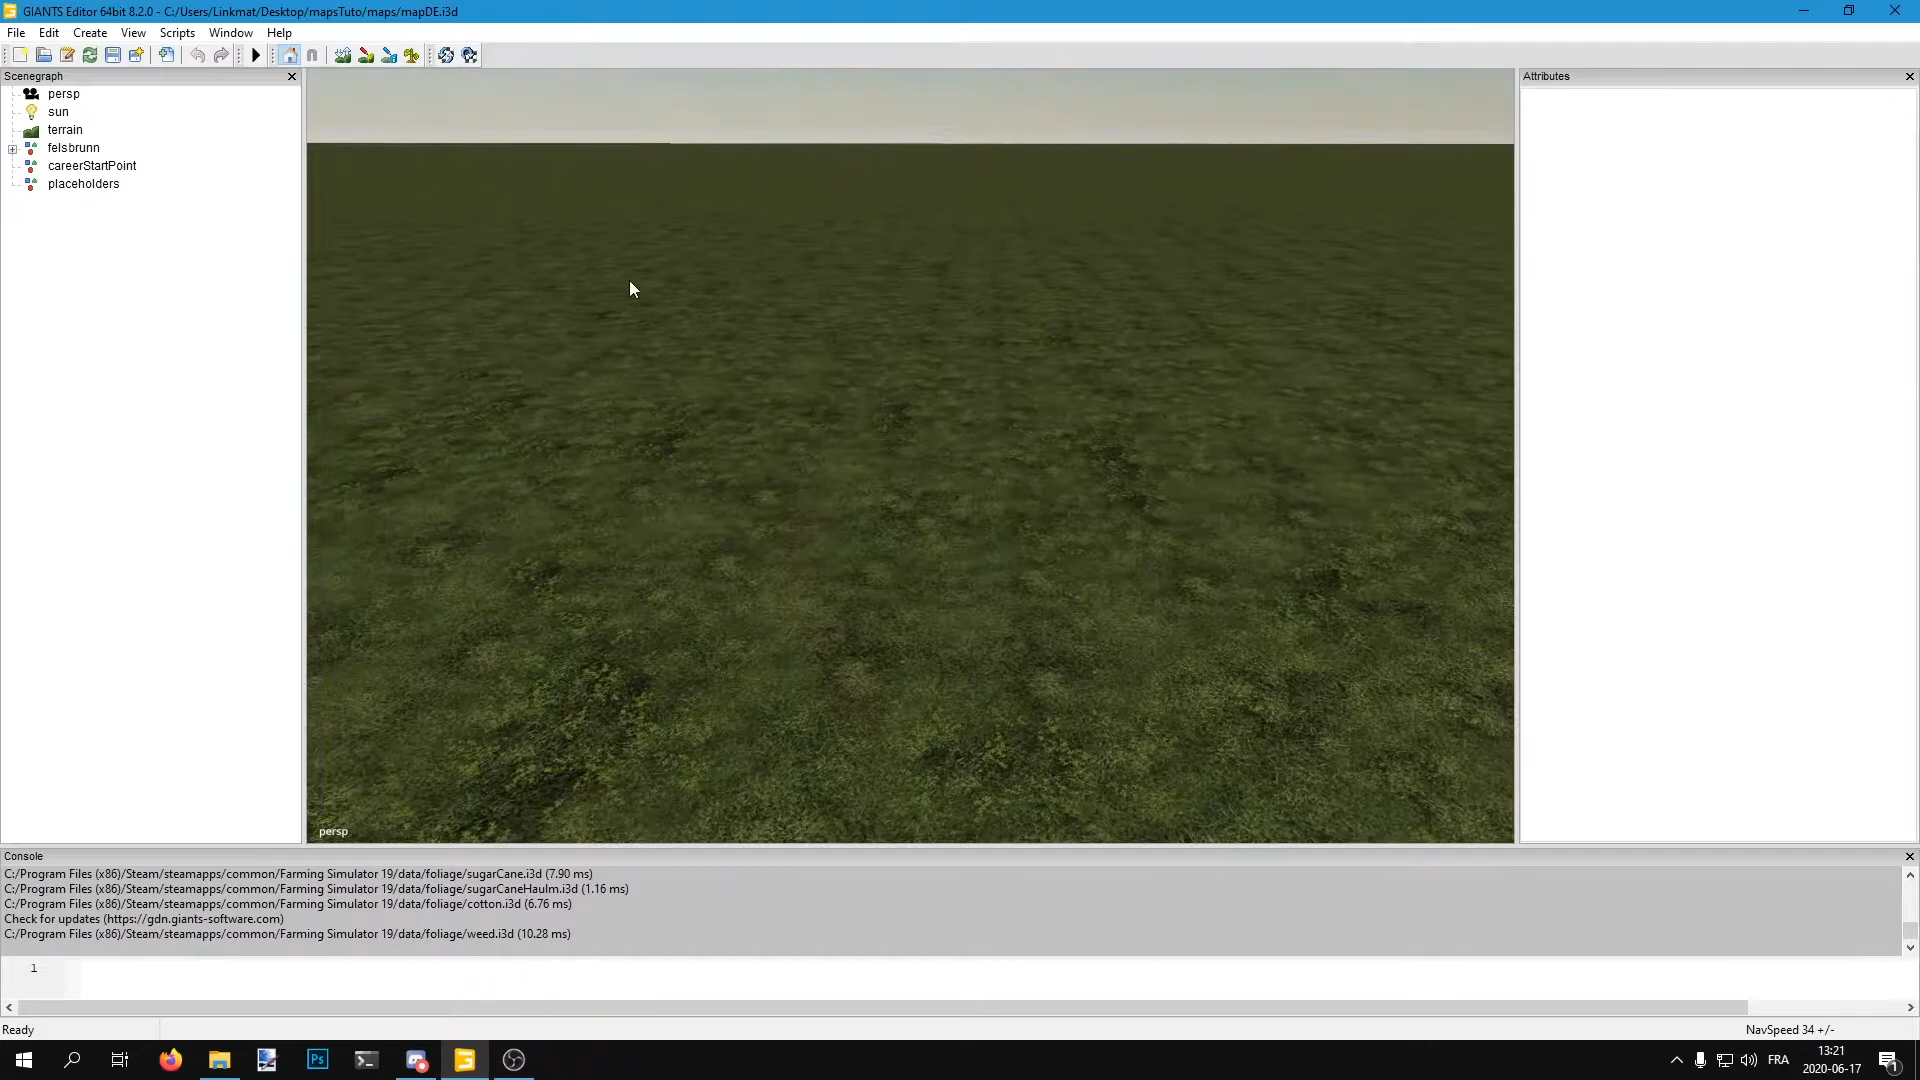 GIANTS Editor 64bit 8.2.0 - C:/Users/Linkmat/Desktop/mapsTuto/maps/mapDE.i3d
File Edit Create View Scripts Window Help
Scenegraph
persp
sun
terrain
felsbrunn
careerStartPoint
placeholders
persp
Attributes
Console
C:/Program Files (x86)/Steam/steamapps/common/Farming Simulator 19/data/foliage/sugarCane.i3d (7.90 ms)
C:/Program Files (x86)/Steam/steamapps/common/Farming Simulator 19/data/foliage/sugarCaneHaulm.i3d (1.16 ms)
C:/Program Files (x86)/Steam/steamapps/common/Farming Simulator 19/data/foliage/cotton.i3d (6.76 ms)
Check for updates (https://gdn.giants-software.com)
C:/Program Files (x86)/Steam/steamapps/common/Farming Simulator 19/data/foliage/weed.i3d (10.28 ms)
1
Ready
NavSpeed 34 +/-
Ps
FRA
13:21
2020-06-17
1